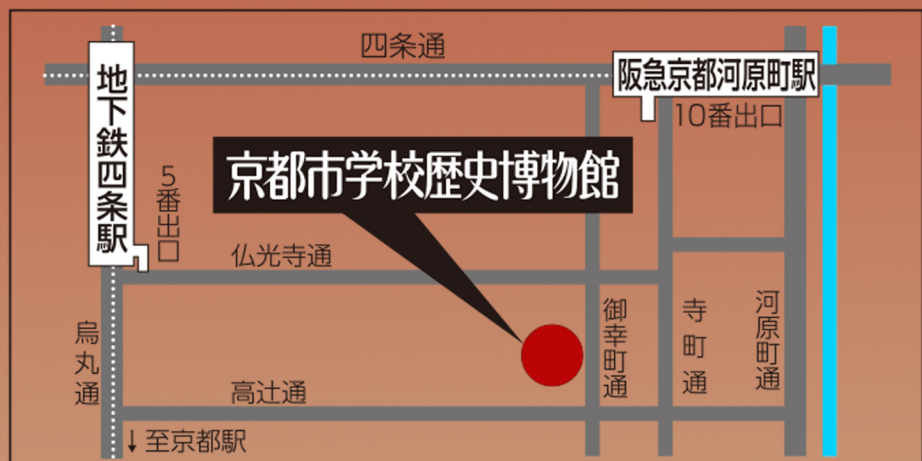 四条通
地下鉄四条駅
阪急京都河原町駅
10番出口
京都市学校歴史博物館
5番出口
仏光寺通
御幸町通
寺町通
河原町通
烏丸通
高辻通
↓至京都駅